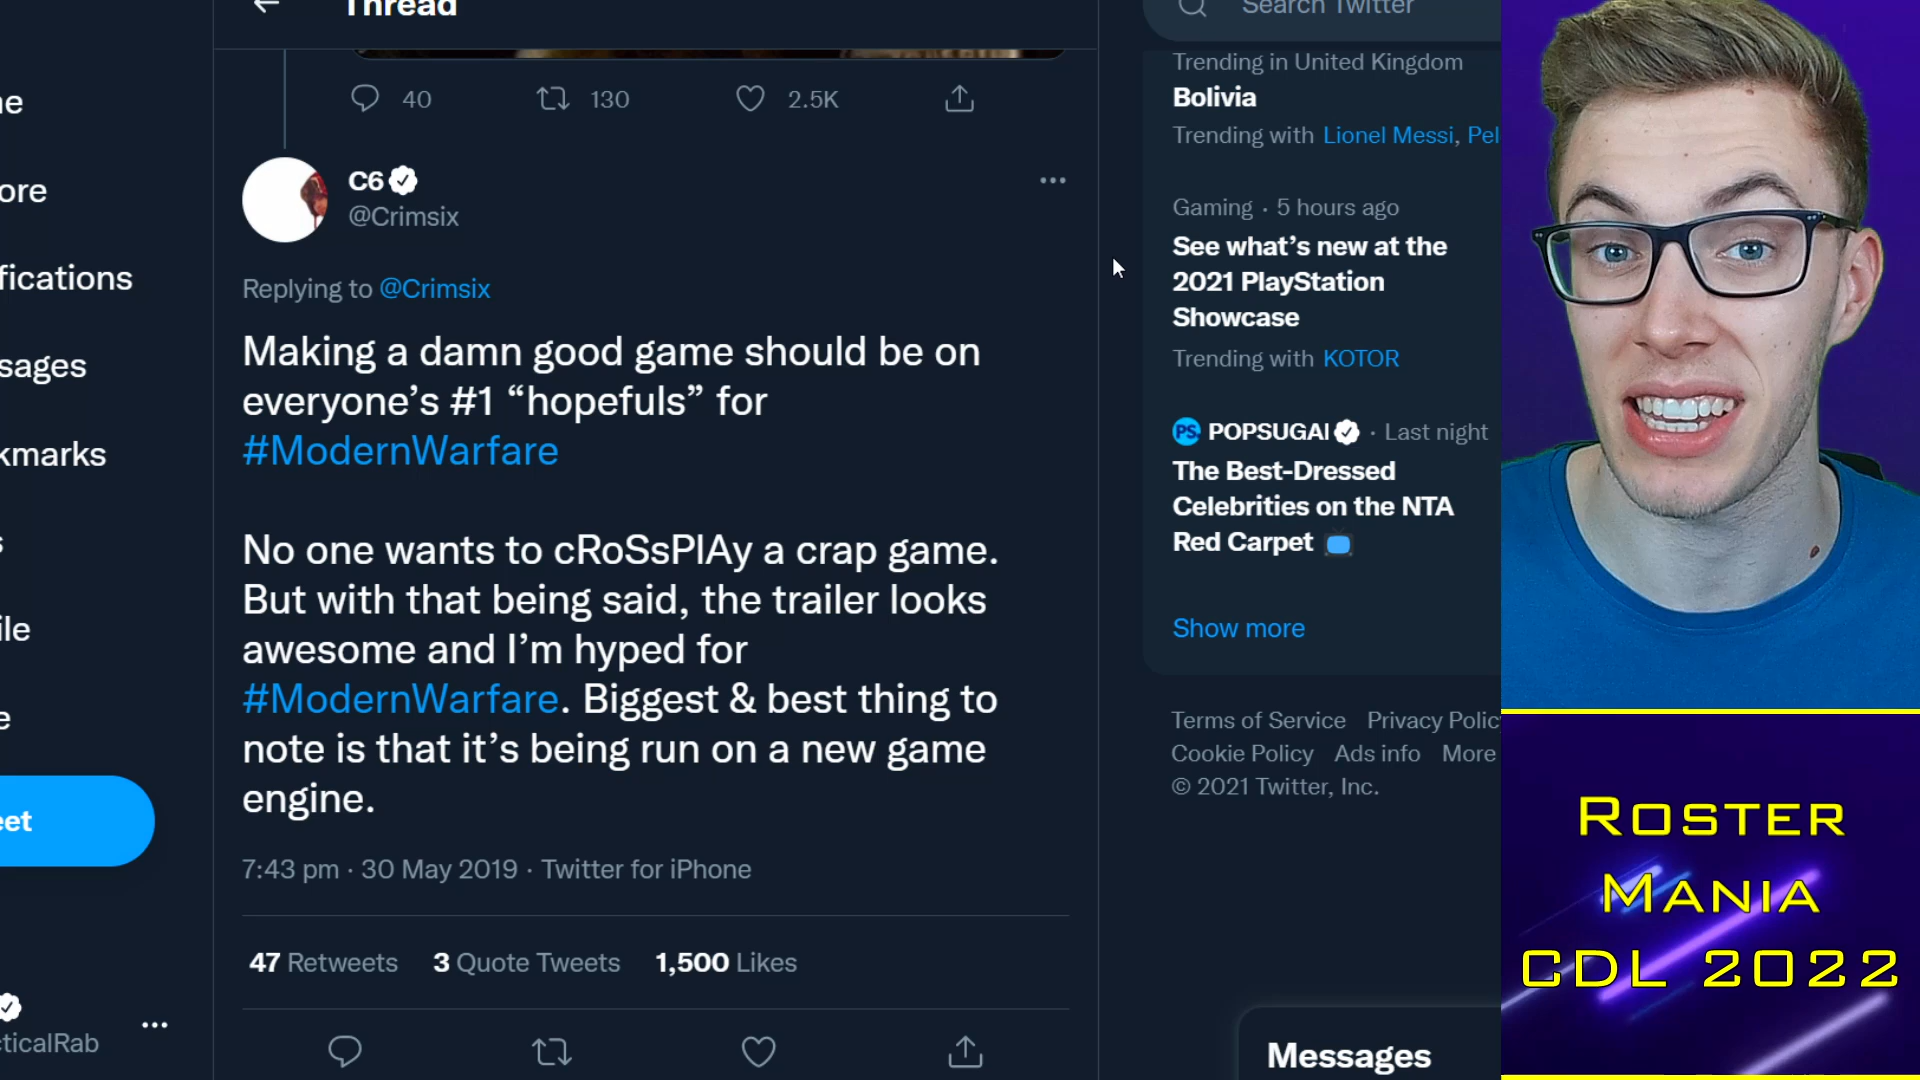 Thread
40 130 2.5K
C6
@Crimsix
Replying to @Crimsix
Making a damn good game should be on
everyone’s #1 “hopefuls” for
#ModernWarfare
No one wants to cRoSsPlAy a crap game.
But with that being said, the trailer looks
awesome and I’m hyped for
#ModernWarfare. Biggest & best thing to
note is that it’s being run on a new game
engine.
7:43 pm · 30 May 2019 · Twitter for iPhone
47 Retweets 3 Quote Tweets 1,500 Likes
ne
ore
fications
sages
kmarks
s
ile
e
eet
cticalRab
Search Twitter
Trending in United Kingdom
Bolivia
Trending with Lionel Messi, Pel
Gaming · 5 hours ago
See what’s new at the
2021 PlayStation
Showcase
Trending with KOTOR
PS POPSUGAI · Last night
The Best-Dressed
Celebrities on the NTA
Red Carpet
Show more
Terms of Service Privacy Polic
Cookie Policy Ads info More
© 2021 Twitter, Inc.
Messages
ROSTER
MANIA
CDL 2022